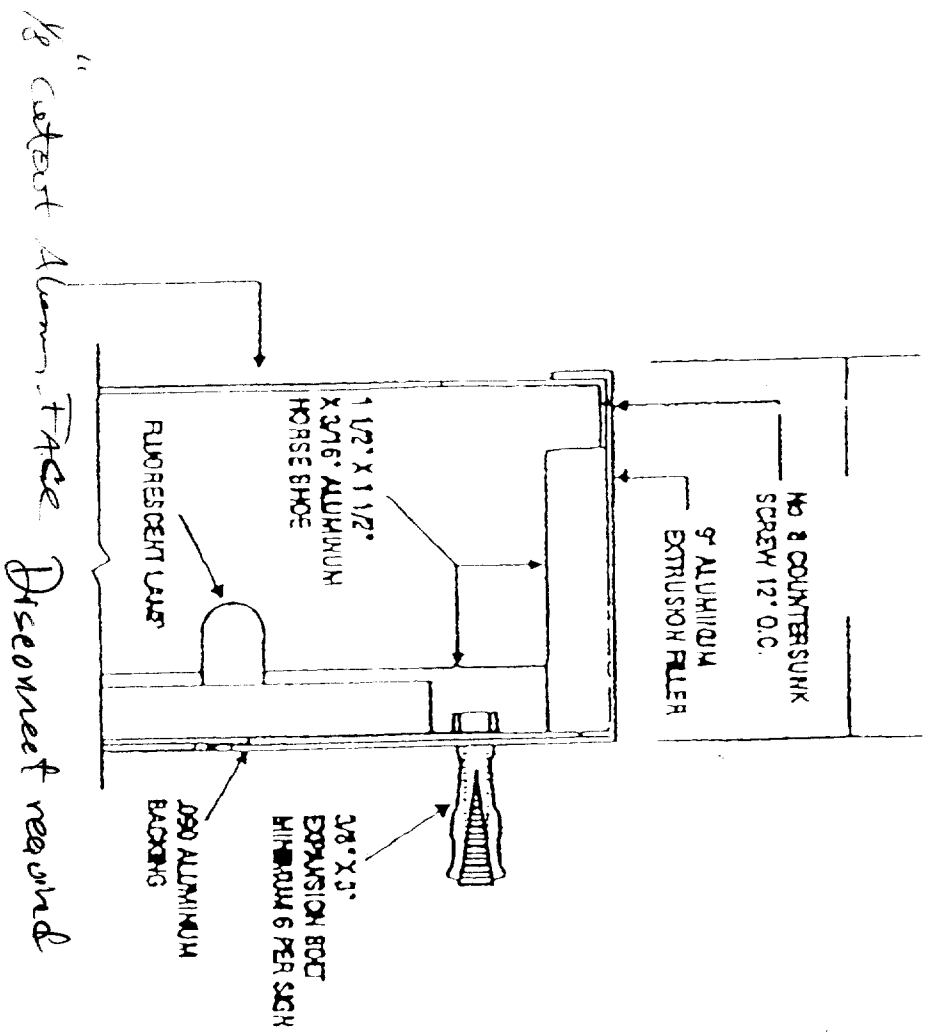 No 8 COUNTERSUNK
SCREW 12" O.C.
9" ALUMINUM
EXTRUSION FILLER
1 1/2" X 1 1/2"
X 3/16" ALUMINUM
HORSE SHOE
FLUORESCENT LAMP
3/8" X 3"
EXPANSION BOLT
MINIMUM 6 PER SIGN
.090 ALUMINUM
BACKING
1/8" cutout Alum. FACE Disconnect required